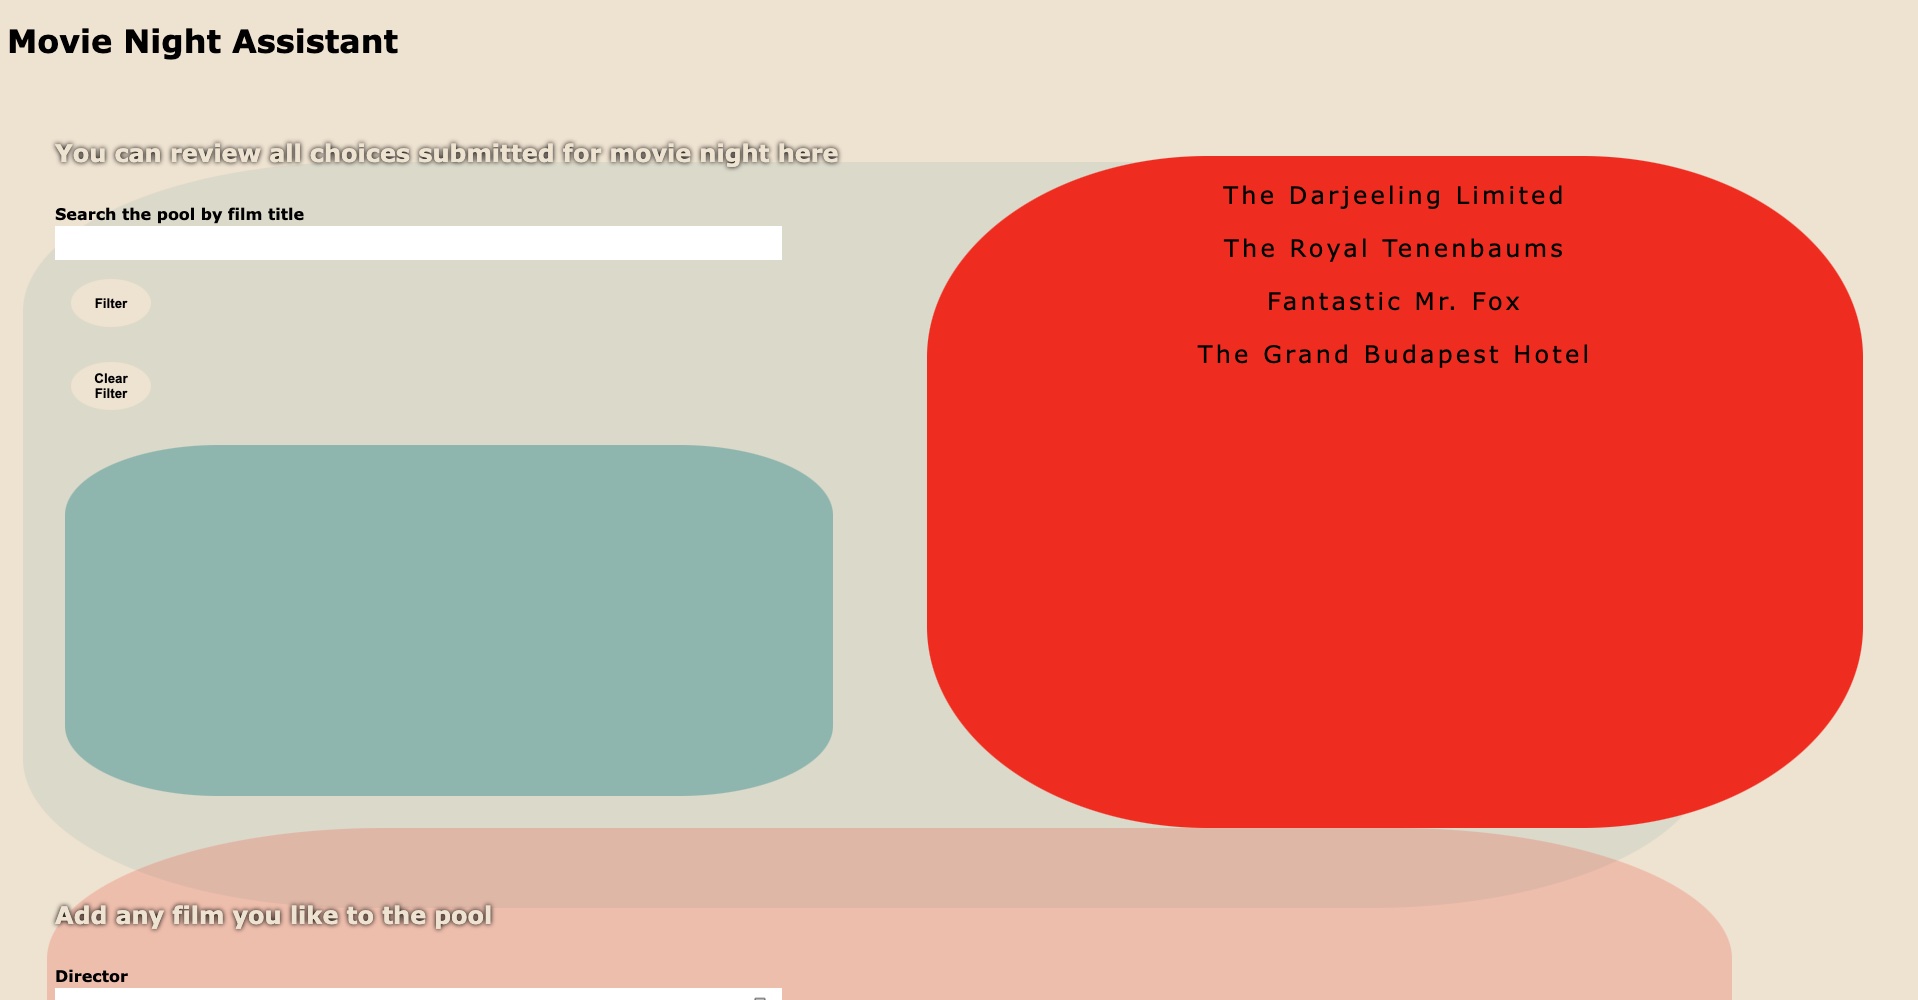 Movie Night Assistant
You can review all choices submitted for movie night here
Search the pool by film title
Filter
Clear
Filter
The Darjeeling Limited
The Royal Tenenbaums
Fantastic Mr. Fox
The Grand Budapest Hotel
Add any film you like to the pool
Director